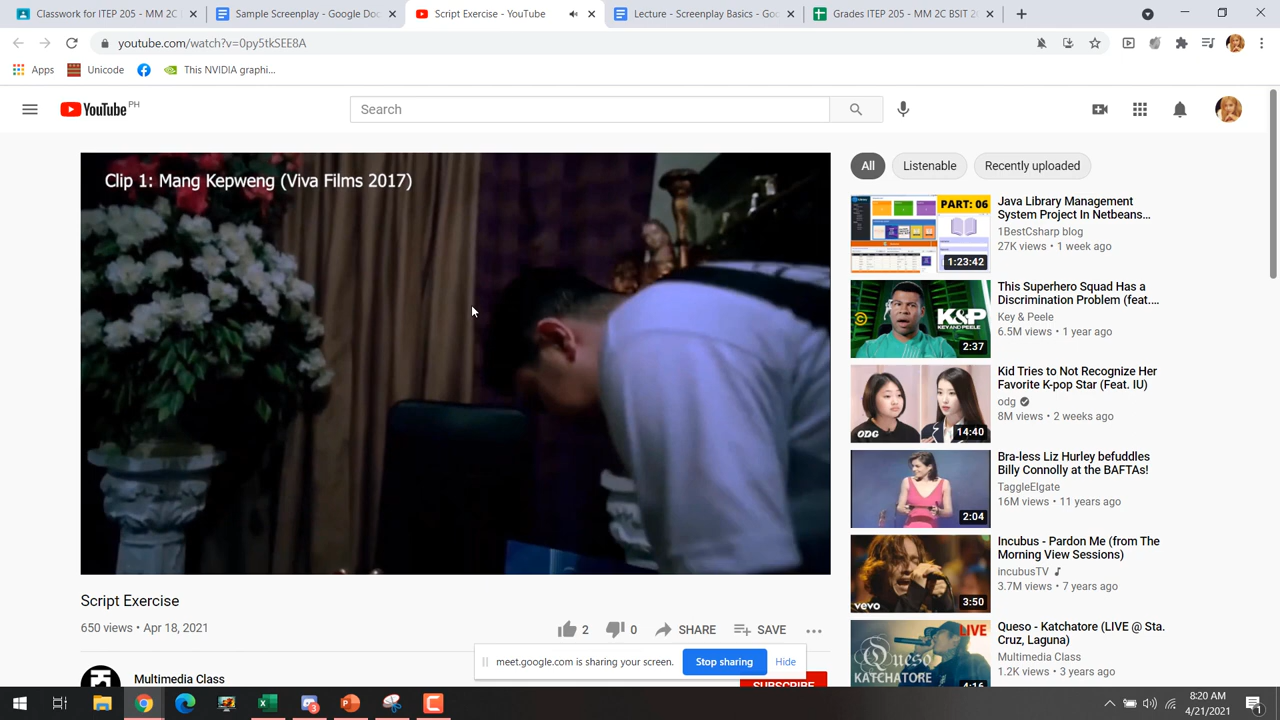 Classwork for ITEP205 - MM 2C
Sample Screenplay - Google Doc
Script Exercise - YouTube
Lecture - Screenplay Basics - Goo
Grades ITEP 205 - MM 2C BSIT 2
youtube.com/watch?v=0py5tkSEE8A
Apps
Unicode
This NVIDIA graphi...
YouTube PH
Search
Clip 1: Mang Kepweng (Viva Films 2017)
Script Exercise
650 views • Apr 18, 2021
2
0
SHARE
SAVE
meet.google.com is sharing your screen.
Stop sharing
Hide
Multimedia Class
SUBSCRIBE
All
Listenable
Recently uploaded
PART: 06
1:23:42
Java Library Management
System Project In Netbeans...
1BestCsharp blog
27K views • 1 week ago
K&P
KEY AND PEELE
2:37
This Superhero Squad Has a
Discrimination Problem (feat....
Key & Peele
6.5M views • 1 year ago
ODG
14:40
Kid Tries to Not Recognize Her
Favorite K-pop Star (Feat. IU)
odg
8M views • 2 weeks ago
2:04
Bra-less Liz Hurley befuddles
Billy Connolly at the BAFTAs!
TaggleElgate
16M views • 11 years ago
vevo
3:50
Incubus - Pardon Me (from The
Morning View Sessions)
incubusTV
3.7M views • 7 years ago
LIVE
Queso
KATCHATORE
4:16
Queso - Katchatore (LIVE @ Sta.
Cruz, Laguna)
Multimedia Class
1.2K views • 3 years ago
8:20 AM
4/21/2021
1